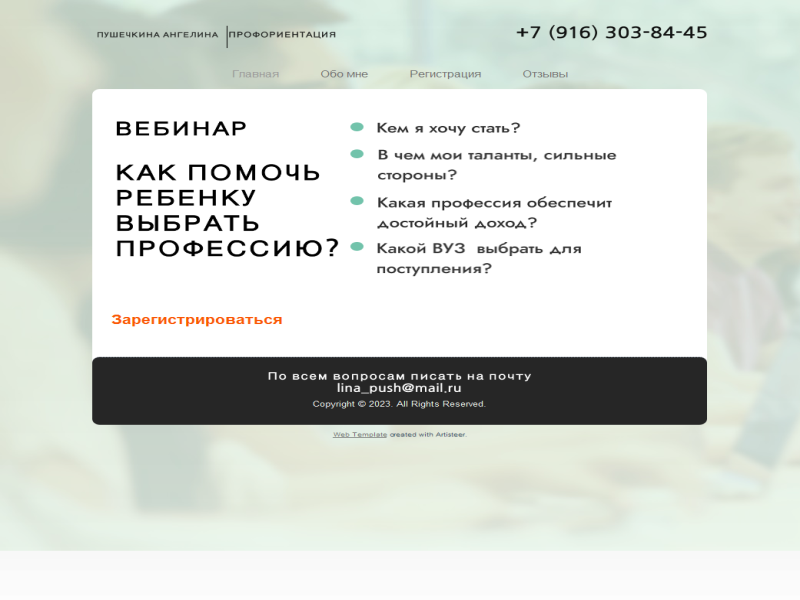 ПУШЕЧКИНА АНГЕЛИНА ПРОФОРИЕНТАЦИЯ
+7 (916) 303-84-45
Главная Обо мне Регистрация Отзывы
ВЕБИНАР
КАК ПОМОЧЬ
РЕБЕНКУ
ВЫБРАТЬ
ПРОФЕССИЮ?
Кем я хочу стать?
В чем мои таланты, сильные
стороны?
Какая профессия обеспечит
достойный доход?
Какой ВУЗ выбрать для
поступления?
Зарегистрироваться
По всем вопросам писать на почту
lina_push@mail.ru
Copyright © 2023. All Rights Reserved.
Web Template created with Artisteer.